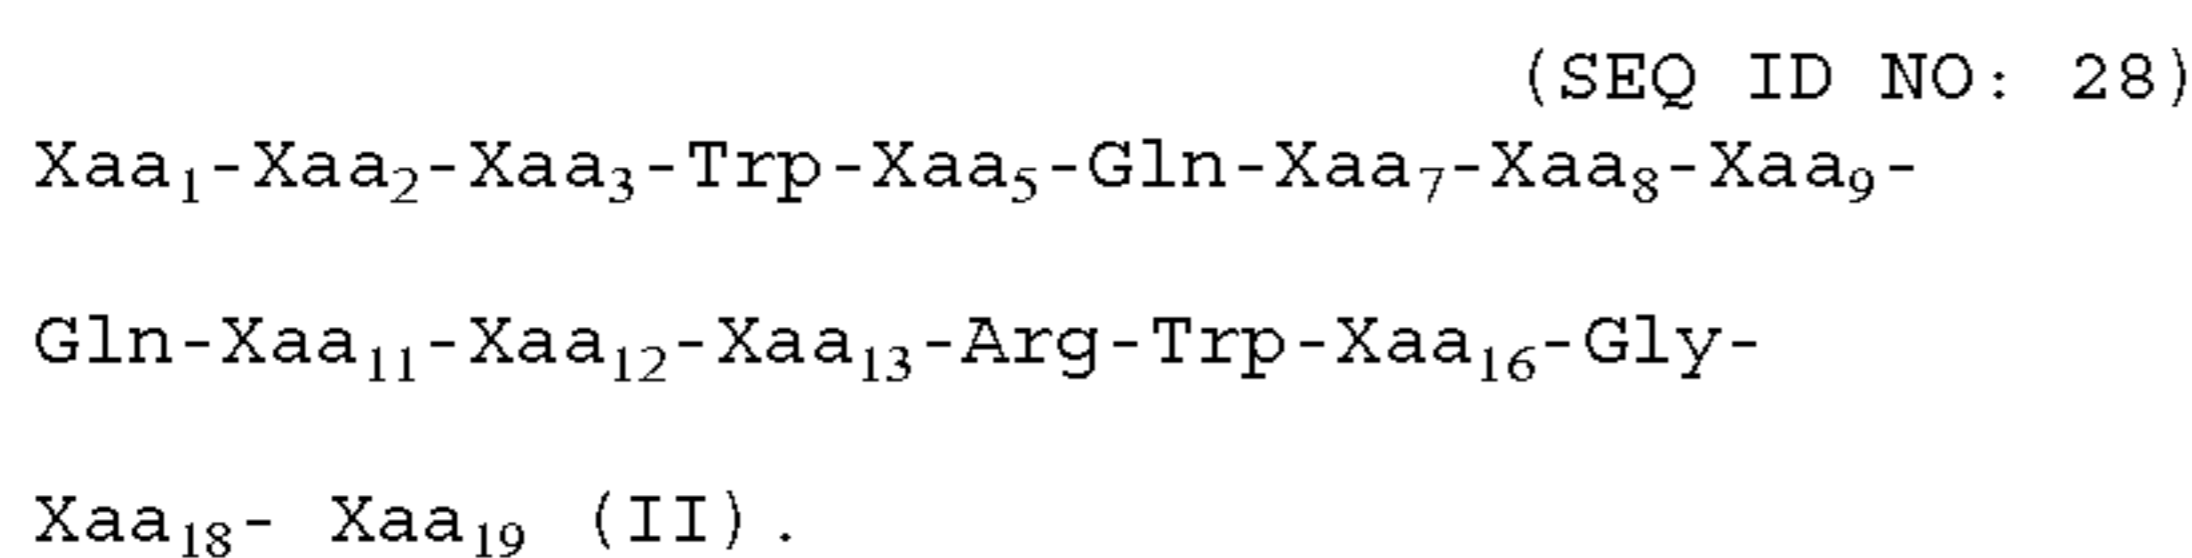 (SEQ ID NO: 28)
Xaa₁-Xaa₂-Xaa₃-Trp-Xaa₅-Gln-Xaa₇-Xaa₈-Xaa₉-
Gln-Xaa₁₁-Xaa₁₂-Xaa₁₃-Arg-Trp-Xaa₁₆-Gly-
Xaa₁₈- Xaa₁₉ (II).